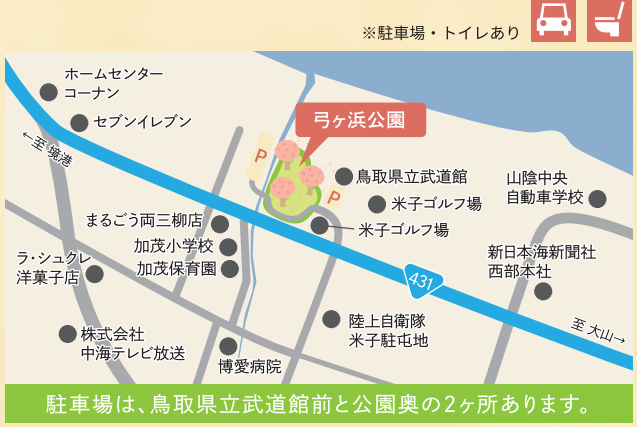 ※駐車場・トイレあり
ホームセンター
コーナン
セブンイレブン
←至 境港
弓ヶ浜公園
P
鳥取県立武道館
P
米子ゴルフ場
山陰中央
自動車学校
米子ゴルフ場
まるごう両三柳店
加茂小学校
加茂保育園
ラ・シュクレ
洋菓子店
新日本海新聞社
西部本社
431
陸上自衛隊
米子駐屯地
至 大山→
株式会社
中海テレビ放送
博愛病院
駐車場は、鳥取県立武道館前と公園奥の2ヶ所あります。